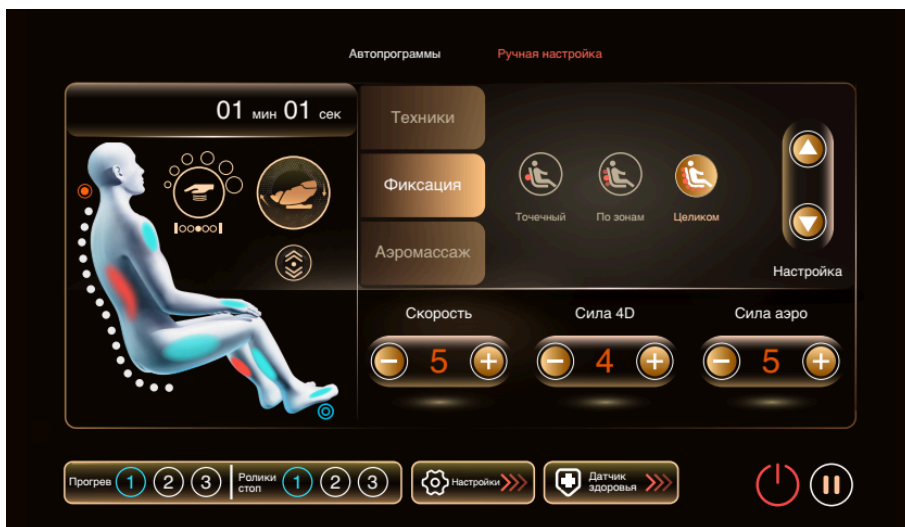 Автопрограммы Ручная настройка
01 мин 01 сек
Техники
Фиксация
Аэромассаж
Точечный По зонам Целиком
Настройка
Скорость Сила 4D Сила аэро
5 4 5
Прогрев 1 2 3 Ролики стоп 1 2 3
Настройки
Датчик
здоровья